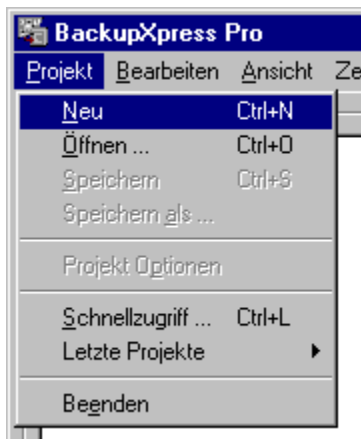 BackupXpress Pro
Projekt Bearbeiten Ansicht Ze
Neu Ctrl+N
Öffnen ... Ctrl+O
Speichern Ctrl+S
Speichern als ...
Projekt Optionen
Schnellzugriff ... Ctrl+L
Letzte Projekte
Beenden